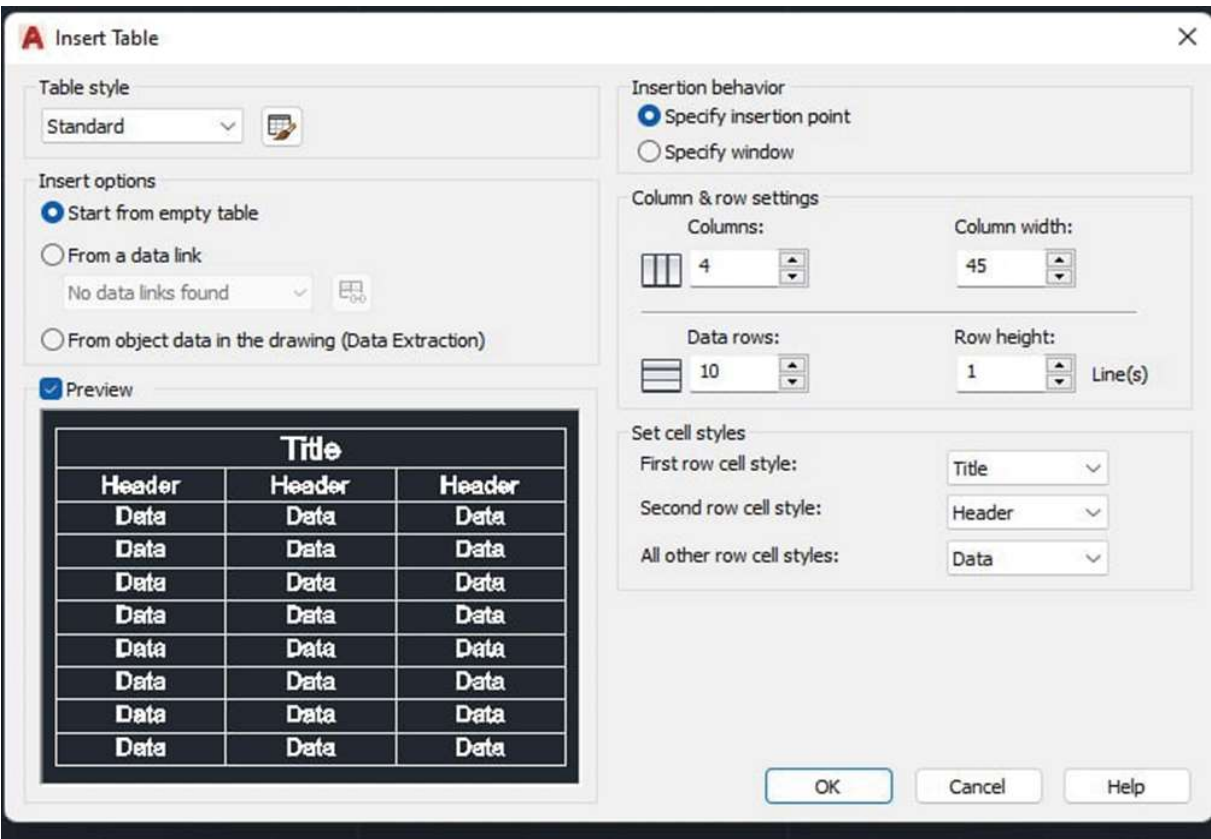 Insert Table
Table style
Standard
Insert options
Start from empty table
From a data link
No data links found
From object data in the drawing (Data Extraction)
Preview
Title
Header Header Header
Data Data Data
Data Data Data
Data Data Data
Data Data Data
Data Data Data
Data Data Data
Data Data Data
Data Data Data
Insertion behavior
Specify insertion point
Specify window
Column & row settings
Columns: Column width:
4 45
Data rows: Row height:
10 1 Line(s)
Set cell styles
First row cell style: Title
Second row cell style: Header
All other row cell styles: Data
OK Cancel Help